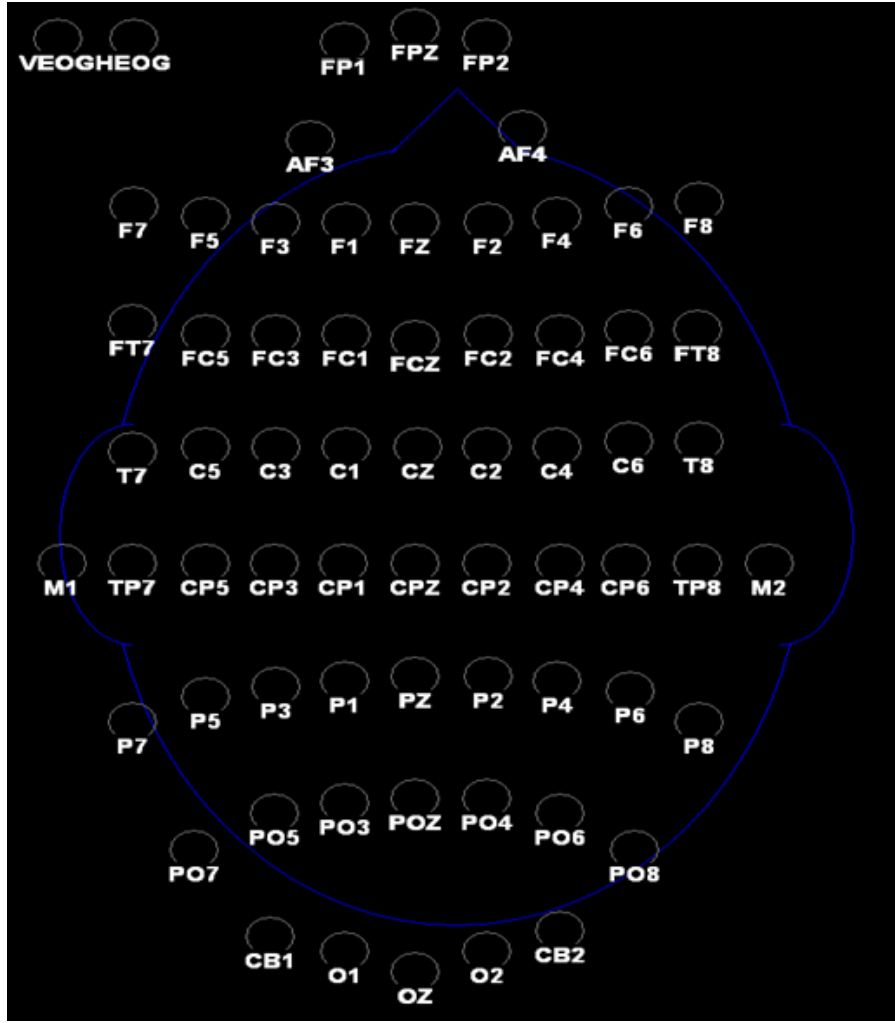 VEOG HEOG FP1 FPZ FP2
AF3 AF4
F7 F5 F3 F1 FZ F2 F4 F6 F8
FT7 FC5 FC3 FC1 FCZ FC2 FC4 FC6 FT8
T7 C5 C3 C1 CZ C2 C4 C6 T8
M1 TP7 CP5 CP3 CP1 CPZ CP2 CP4 CP6 TP8 M2
P7 P5 P3 P1 PZ P2 P4 P6 P8
PO7 PO5 PO3 POZ PO4 PO6 PO8
CB1 O1 OZ O2 CB2